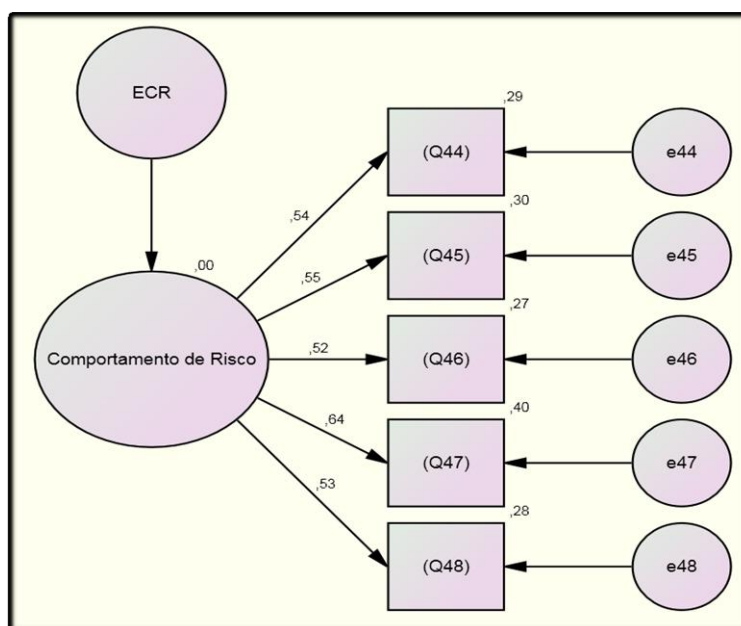 ECR
,29
(Q44)
e44
,54
,30
,00
(Q45)
e45
,55
,27
Comportamento de Risco
,52
(Q46)
e46
,40
,64
(Q47)
e47
,28
,53
(Q48)
e48